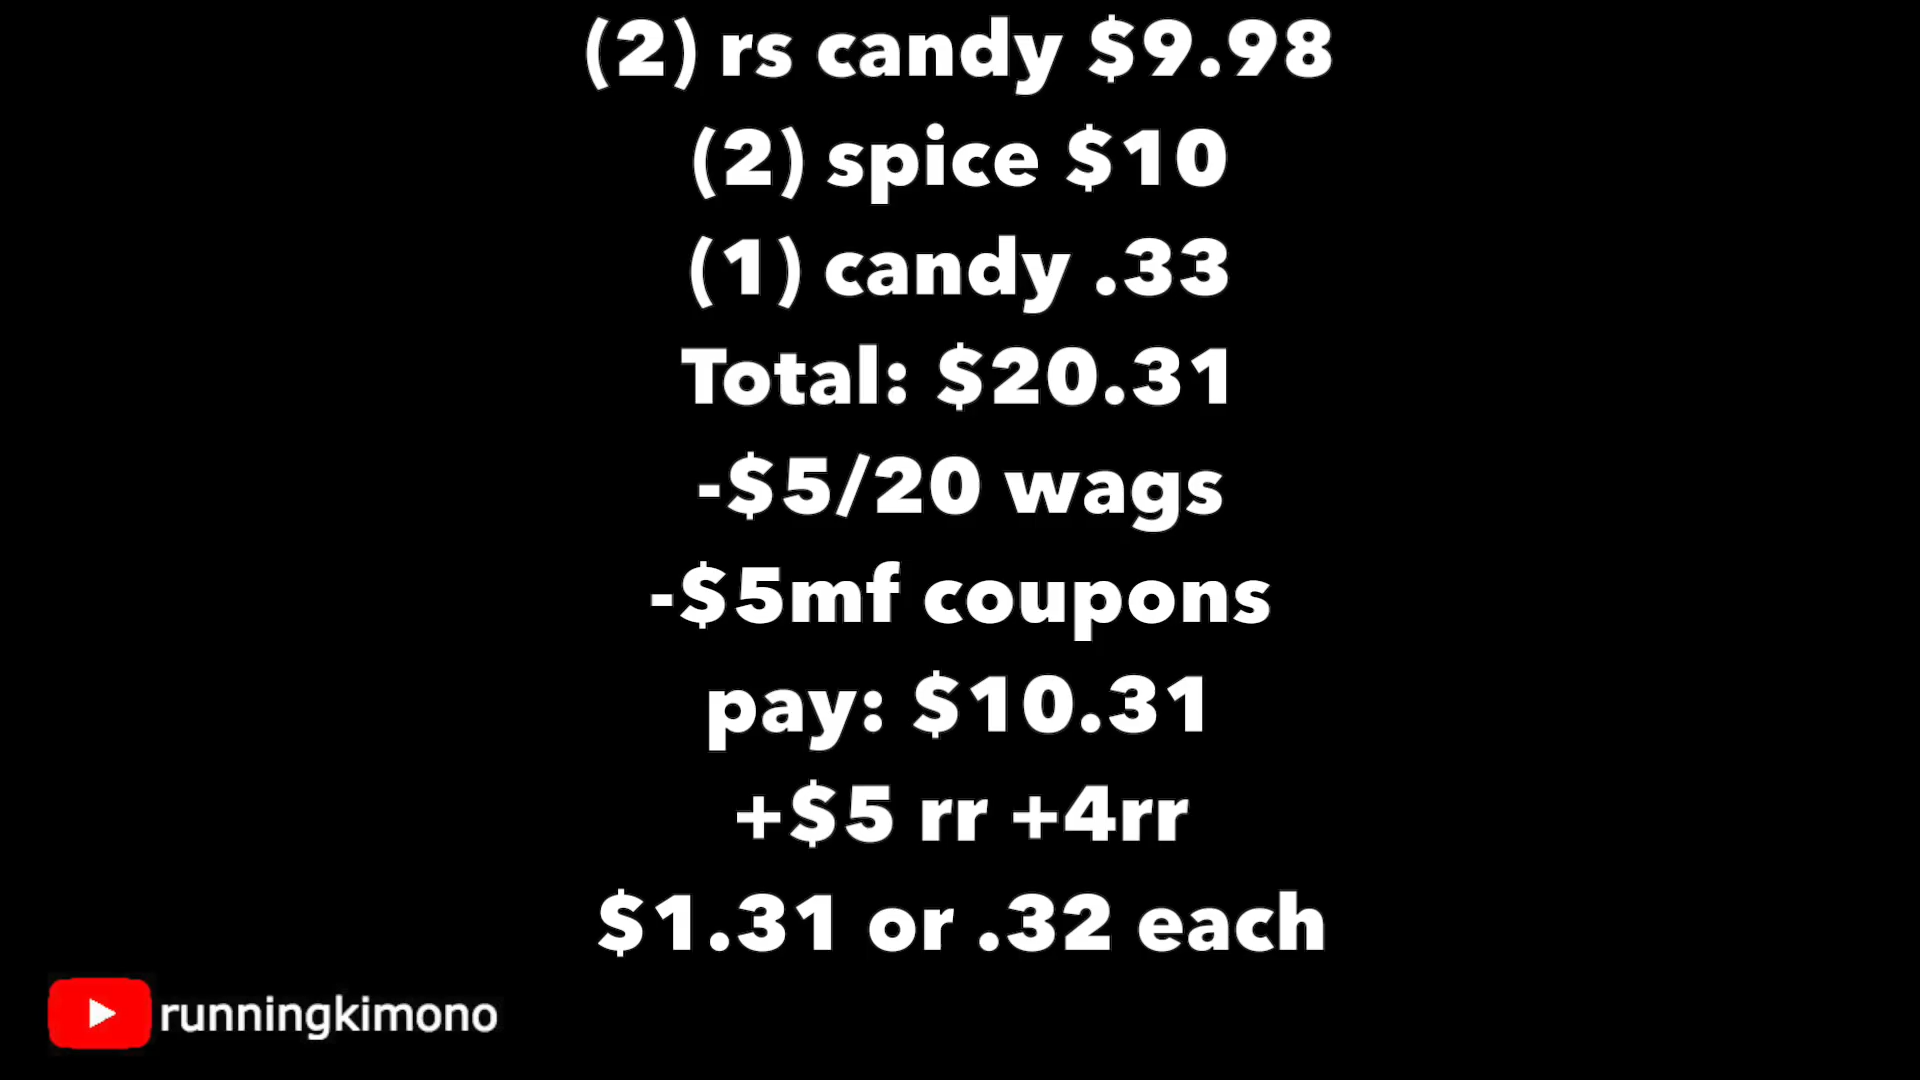 (2) rs candy $9.98
(2) spice $10
(1) candy .33
Total: $20.31
-$5/20 wags
-$5mf coupons
pay: $10.31
+$5 rr +4rr
$1.31 or .32 each
runningkimono